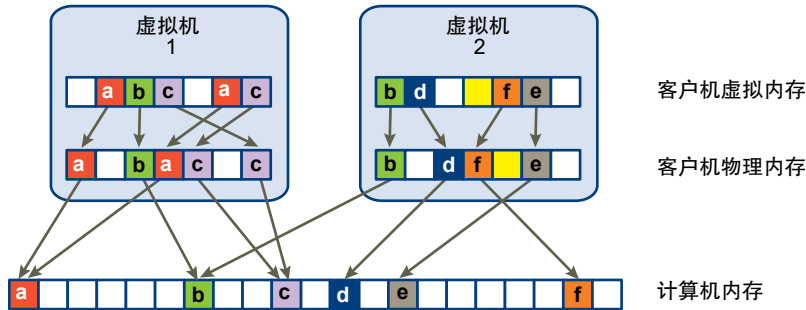 虚拟机
1
虚拟机
2
a b c a c
b d f e
客户机虚拟内存
a b a c c
b d f e
客户机物理内存
a b c d e f
计算机内存